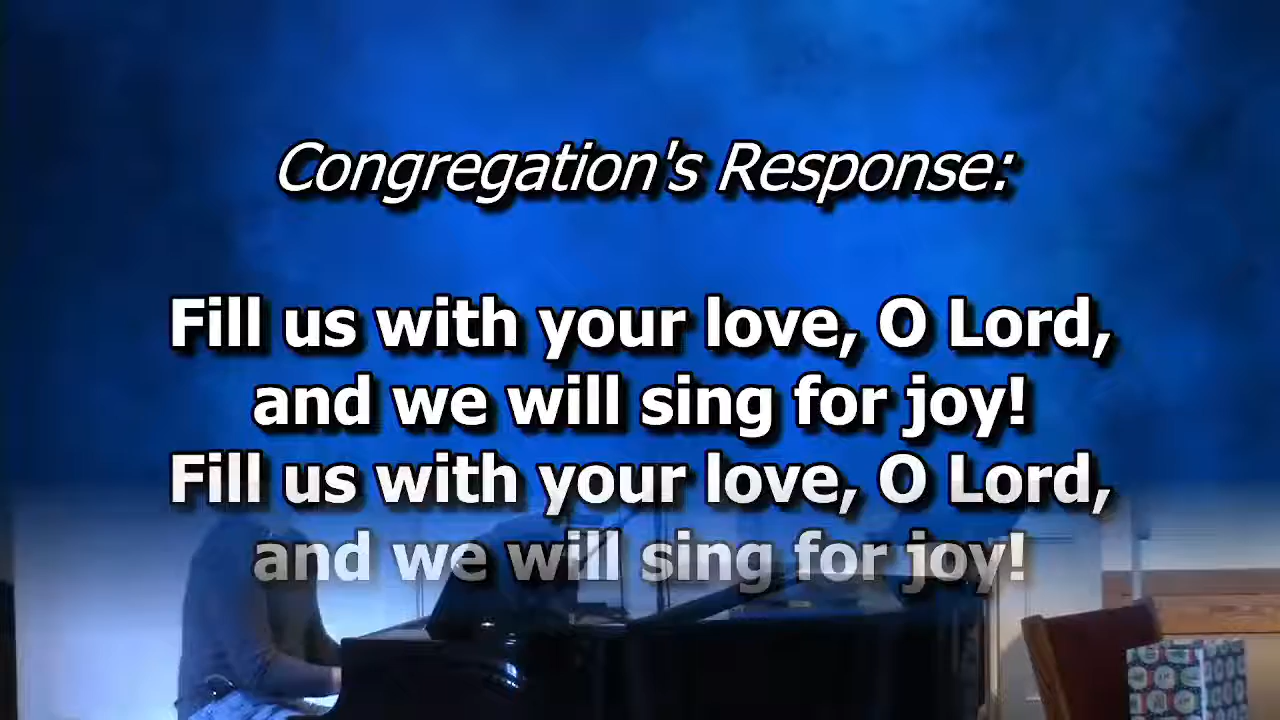 Congregation's Response:
Fill us with your love, O Lord,
and we will sing for joy!
Fill us with your love, O Lord,
and we will sing for joy!